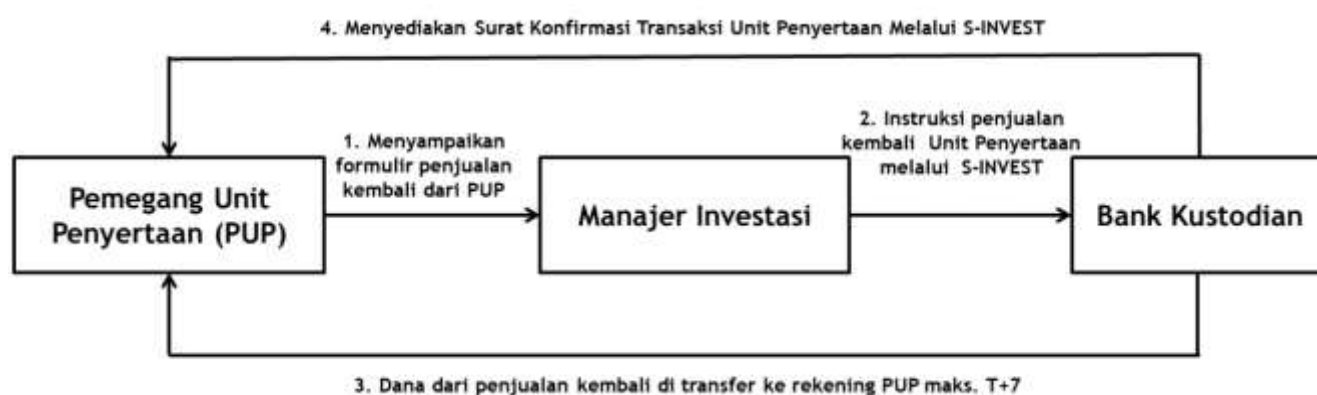 4. Menyediakan Surat Konfirmasi Transaksi Unit Penyertaan Melalui S-INVEST
1. Menyampaikan
formulir penjualan
kembali dari PUP
2. Instruksi penjualan
kembali Unit Penyertaan
melalui S-INVEST
Pemegang Unit
Penyertaan (PUP)
Manajer Investasi
Bank Kustodian
3. Dana dari penjualan kembali di transfer ke rekening PUP maks. T+7